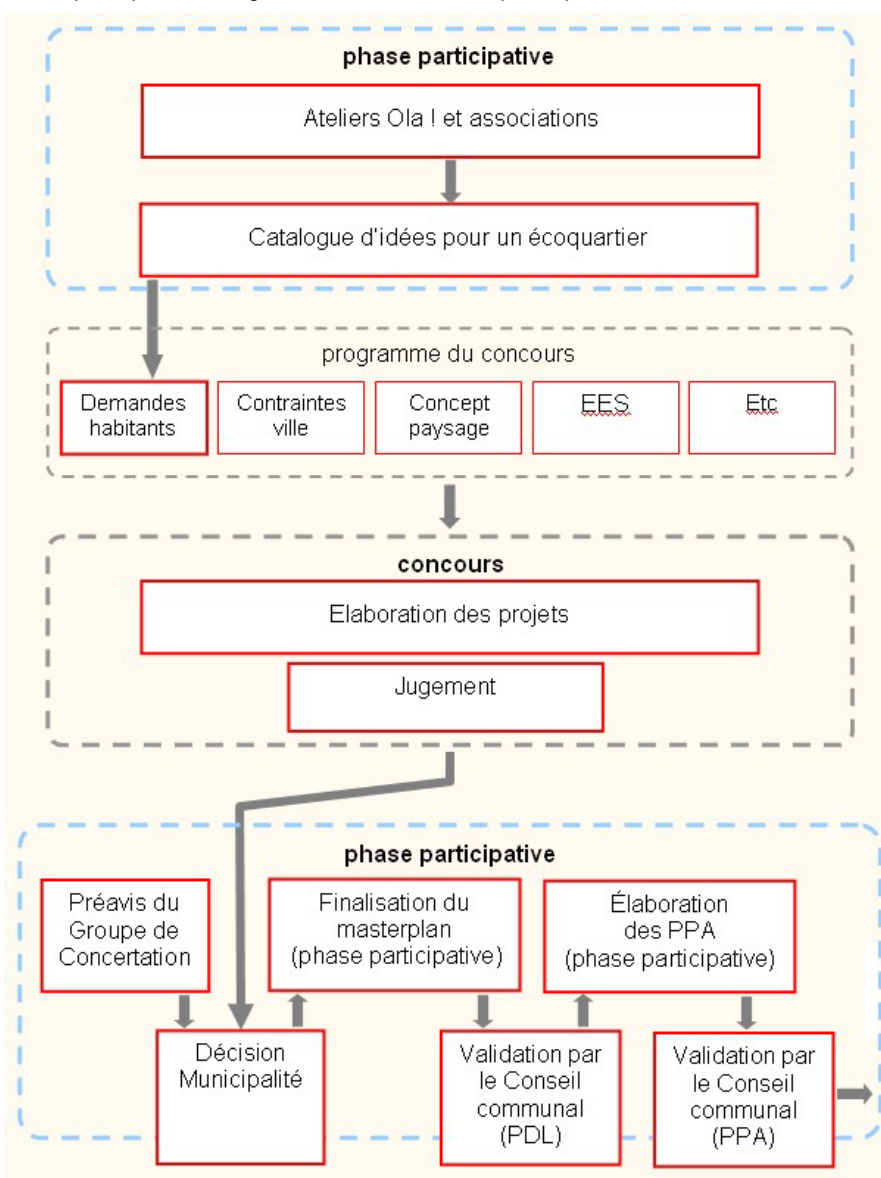 phase participative
Ateliers Ola ! et associations
Catalogue d'idées pour un écoquartier
programme du concours
Demandes
habitants
Contraintes
ville
Concept
paysage
EES
Etc
concours
Elaboration des projets
Jugement
phase participative
Préavis du
Groupe de
Concertation
Finalisation du
masterplan
(phase participative)
Élaboration
des PPA
(phase participative)
Décision
Municipalité
Validation par
le Conseil
communal
(PDL)
Validation par
le Conseil
communal
(PPA)